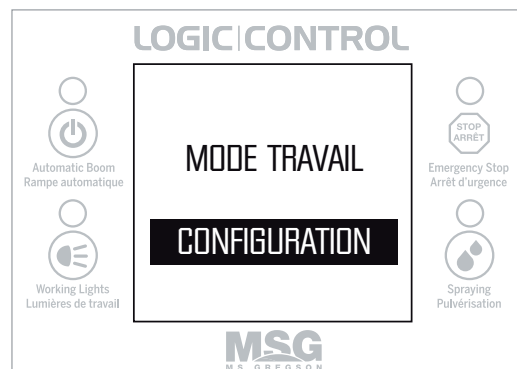 LOGIC|CONTROL
Automatic Boom
Rampe automatique
Working Lights
Lumières de travail
MODE TRAVAIL
CONFIGURATION
STOP
ARRÊT
Emergency Stop
Arrêt d'urgence
Spraying
Pulvérisation
MSG
MS GREGSON